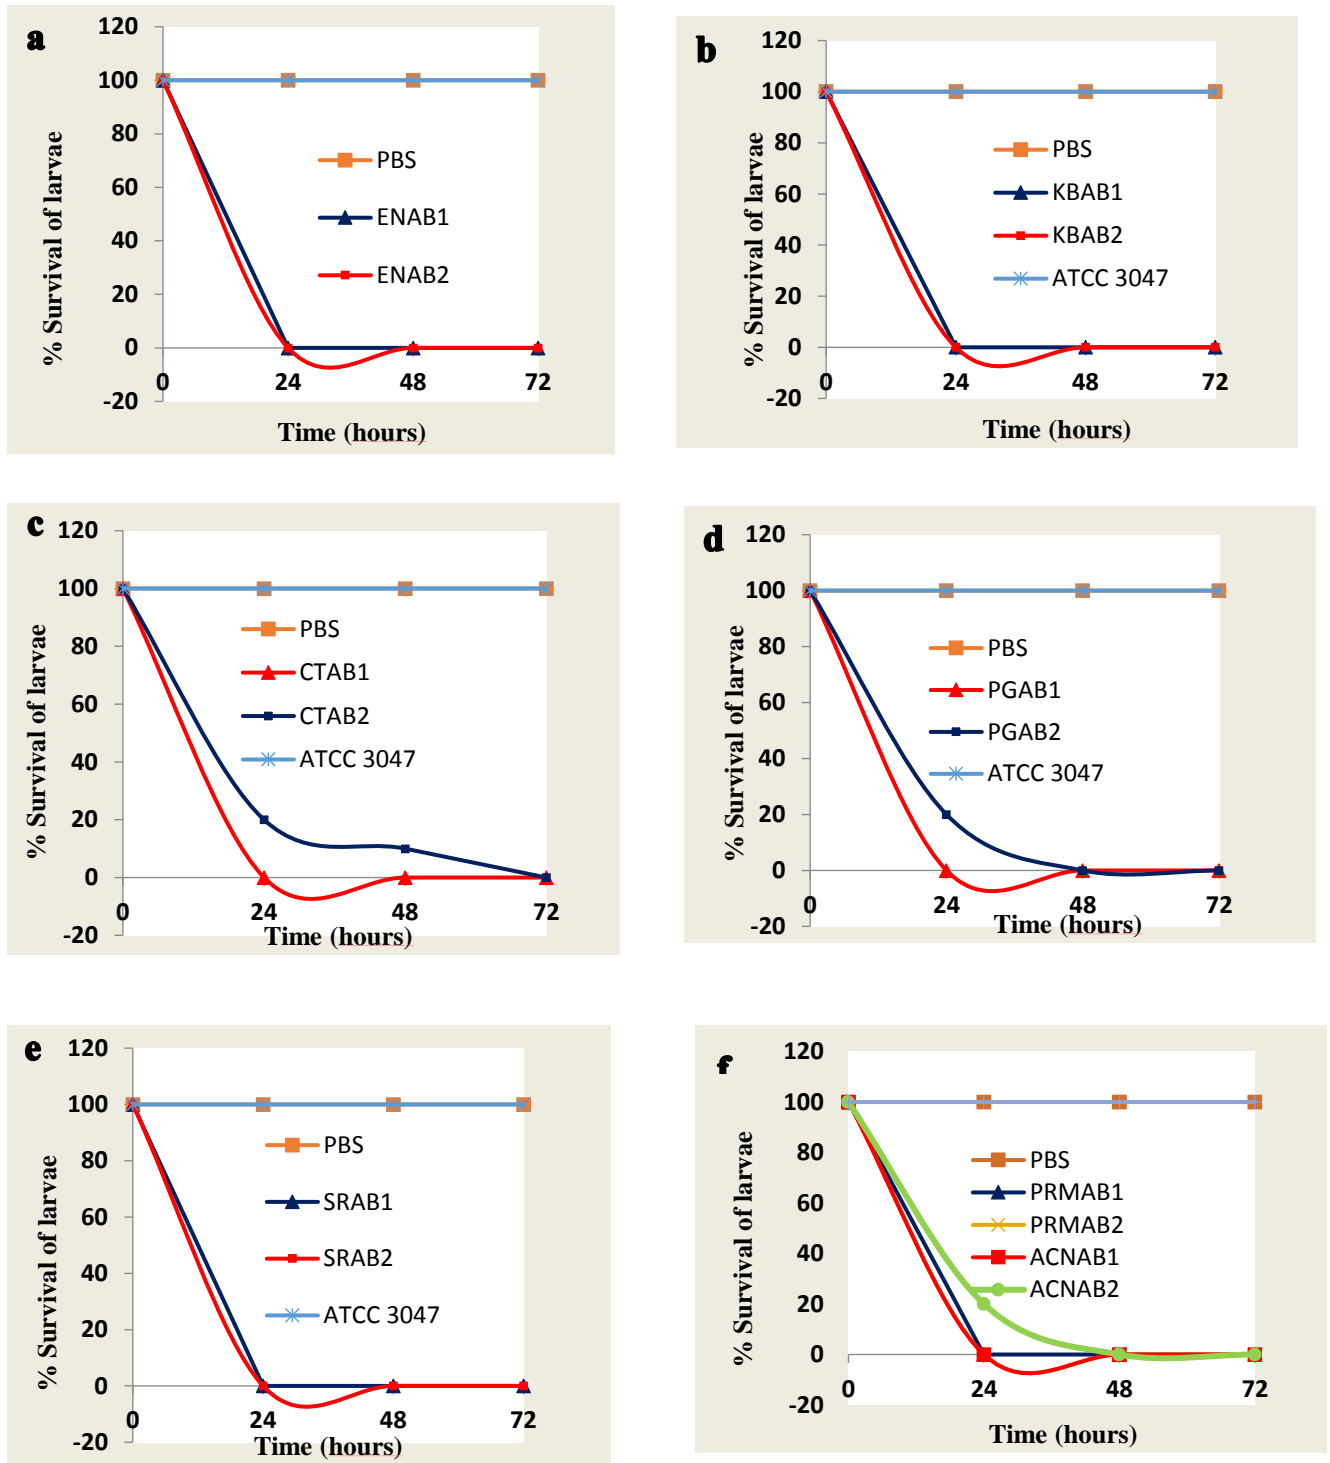 a
120
100
80
60
40
20
0
-20
% Survival of larvae
PBS
ENAB1
ENAB2
0 24 48 72
Time (hours)
b
120
100
80
60
40
20
0
-20
% Survival of larvae
PBS
KBAB1
KBAB2
ATCC 3047
0 24 48 72
Time (hours)
c
120
100
80
60
40
20
0
-20
% Survival of larvae
PBS
CTAB1
CTAB2
ATCC 3047
0 24 48 72
Time (hours)
d
120
100
80
60
40
20
0
-20
% Survival of larvae
PBS
PGAB1
PGAB2
ATCC 3047
0 24 48 72
Time (hours)
e
120
100
80
60
40
20
0
-20
% Survival of larvae
PBS
SRAB1
SRAB2
ATCC 3047
0 24 48 72
Time (hours)
f
120
100
80
60
40
20
0
-20
% Survival of larvae
PBS
PRMAB1
PRMAB2
ACNAB1
ACNAB2
0 24 48 72
Time (hours)